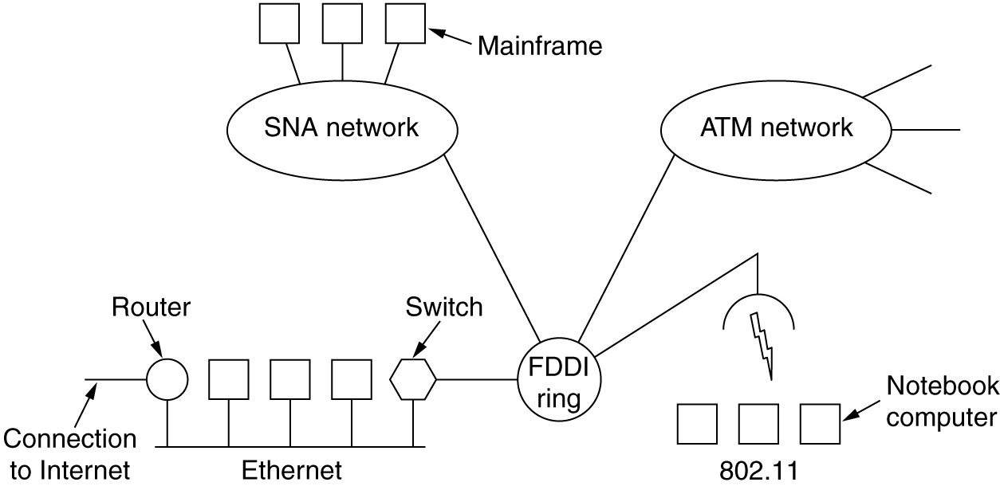 Mainframe
SNA network
ATM network
Router
Switch
FDDI
ring
Notebook
computer
Connection
to Internet
Ethernet
802.11